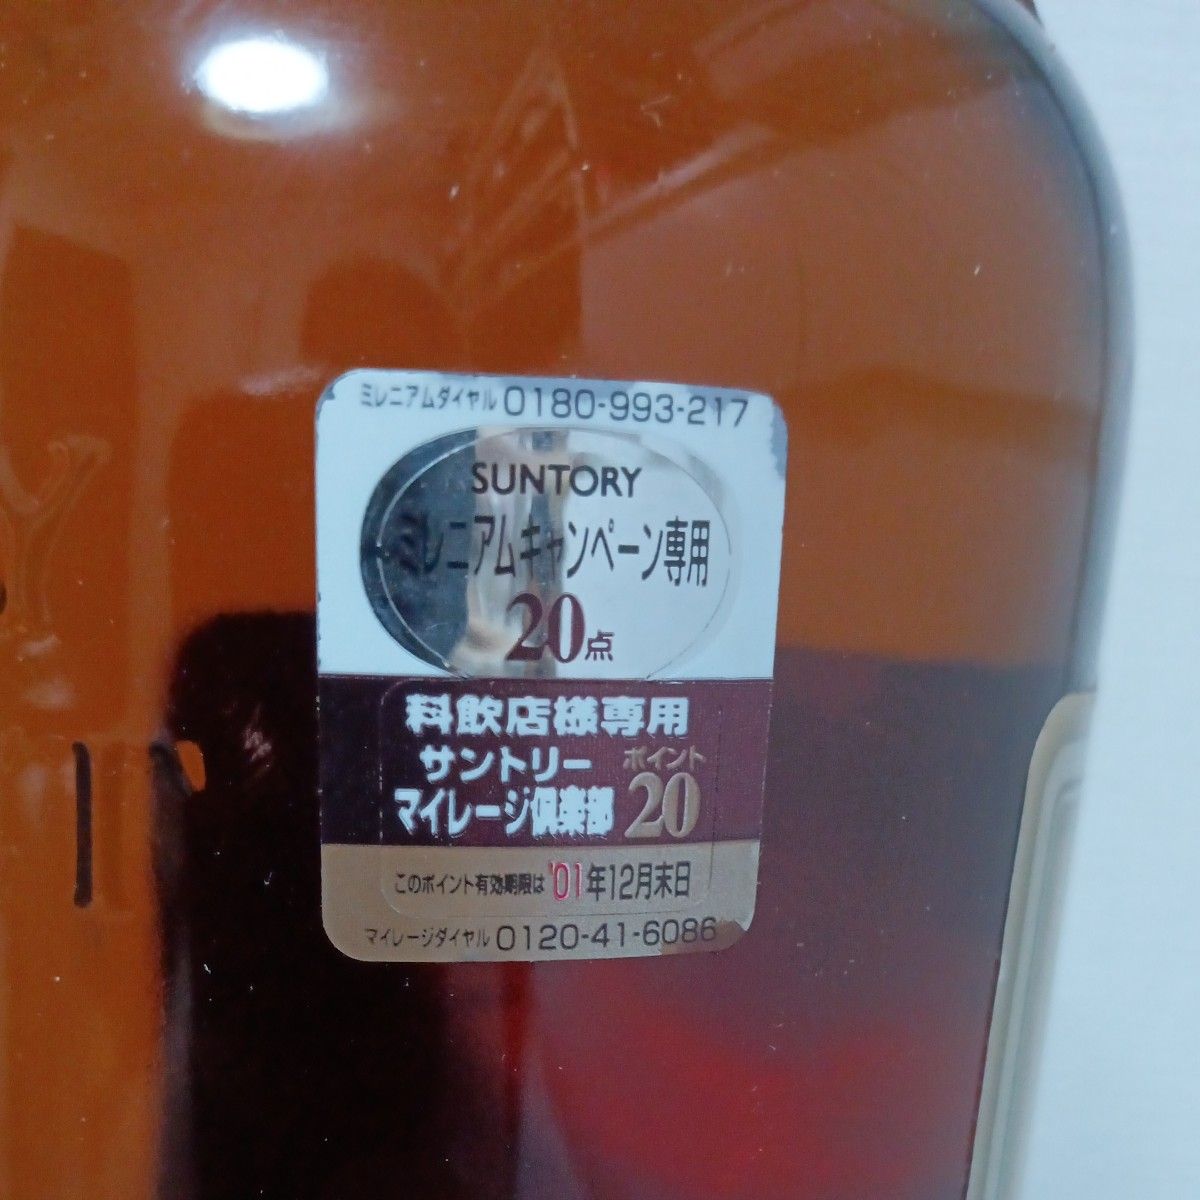 ミレニアムダイヤル 0180-993-217
SUNTORY
ミレニアムキャンペーン専用
20点
料飲店様専用
サントリー ポイント
マイレージ倶楽部 20
このポイント有効期限は '01年12月末日
マイレージダイヤル 0120-41-6086